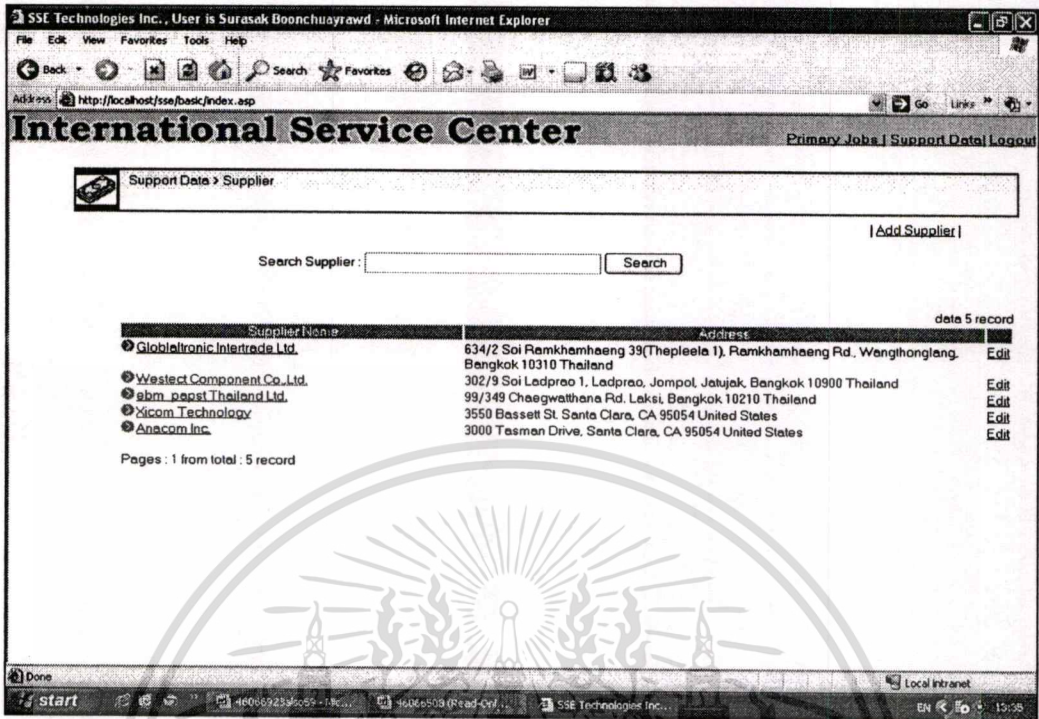 SSE Technologies Inc., User is Surasak Boonchuayrawd - Microsoft Internet Explorer
File Edit View Favorites Tools Help
Back Search Favorites
Address http://localhost/sse/basic/index.asp Go Links »
International Service Center
Primary Jobs | Support Data| Logout
Support Data > Supplier
| Add Supplier |
Search Supplier : Search
data 5 record
Supplier Name Address
Globlaltronic Intertrade Ltd. 634/2 Soi Ramkhamhaeng 39(Thepleela 1), Ramkhamhaeng Rd., Wangthonglang, Edit
Bangkok 10310 Thailand
Westect Component Co.,Ltd. 302/9 Soi Ladprao 1, Ladprao, Jompol, Jatujak, Bangkok 10900 Thailand Edit
ebm_papst Thailand Ltd. 99/349 Chaegwatthana Rd. Laksi, Bangkok 10210 Thailand Edit
Xicom Technology 3550 Bassett St. Santa Clara, CA 95054 United States Edit
Anacom Inc. 3000 Tasman Drive, Santa Clara, CA 95054 United States Edit
Pages : 1 from total : 5 record
Done Local intranet
start (Read-Onl... SSE Technologies Inc... EN 13:35